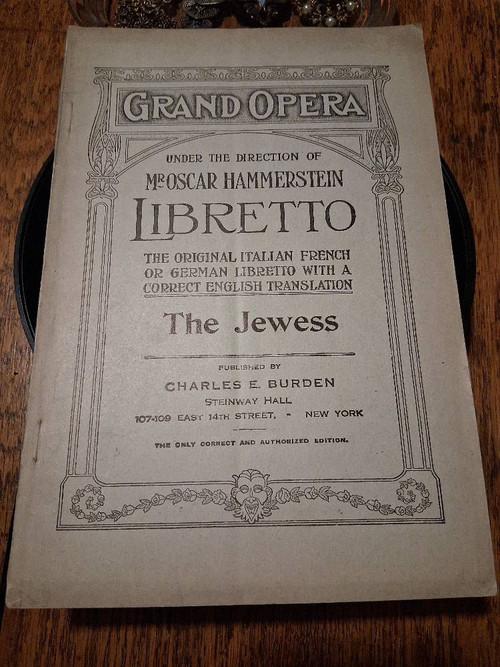 GRAND OPERA
UNDER THE DIRECTION OF
MR OSCAR HAMMERSTEIN
LIBRETTO
THE ORIGINAL ITALIAN FRENCH
OR GERMAN LIBRETTO WITH A
CORRECT ENGLISH TRANSLATION
The Jewess
PUBLISHED BY
CHARLES E. BURDEN
STEINWAY HALL
107-109 EAST 14TH STREET, - NEW YORK
THE ONLY CORRECT AND AUTHORIZED EDITION.